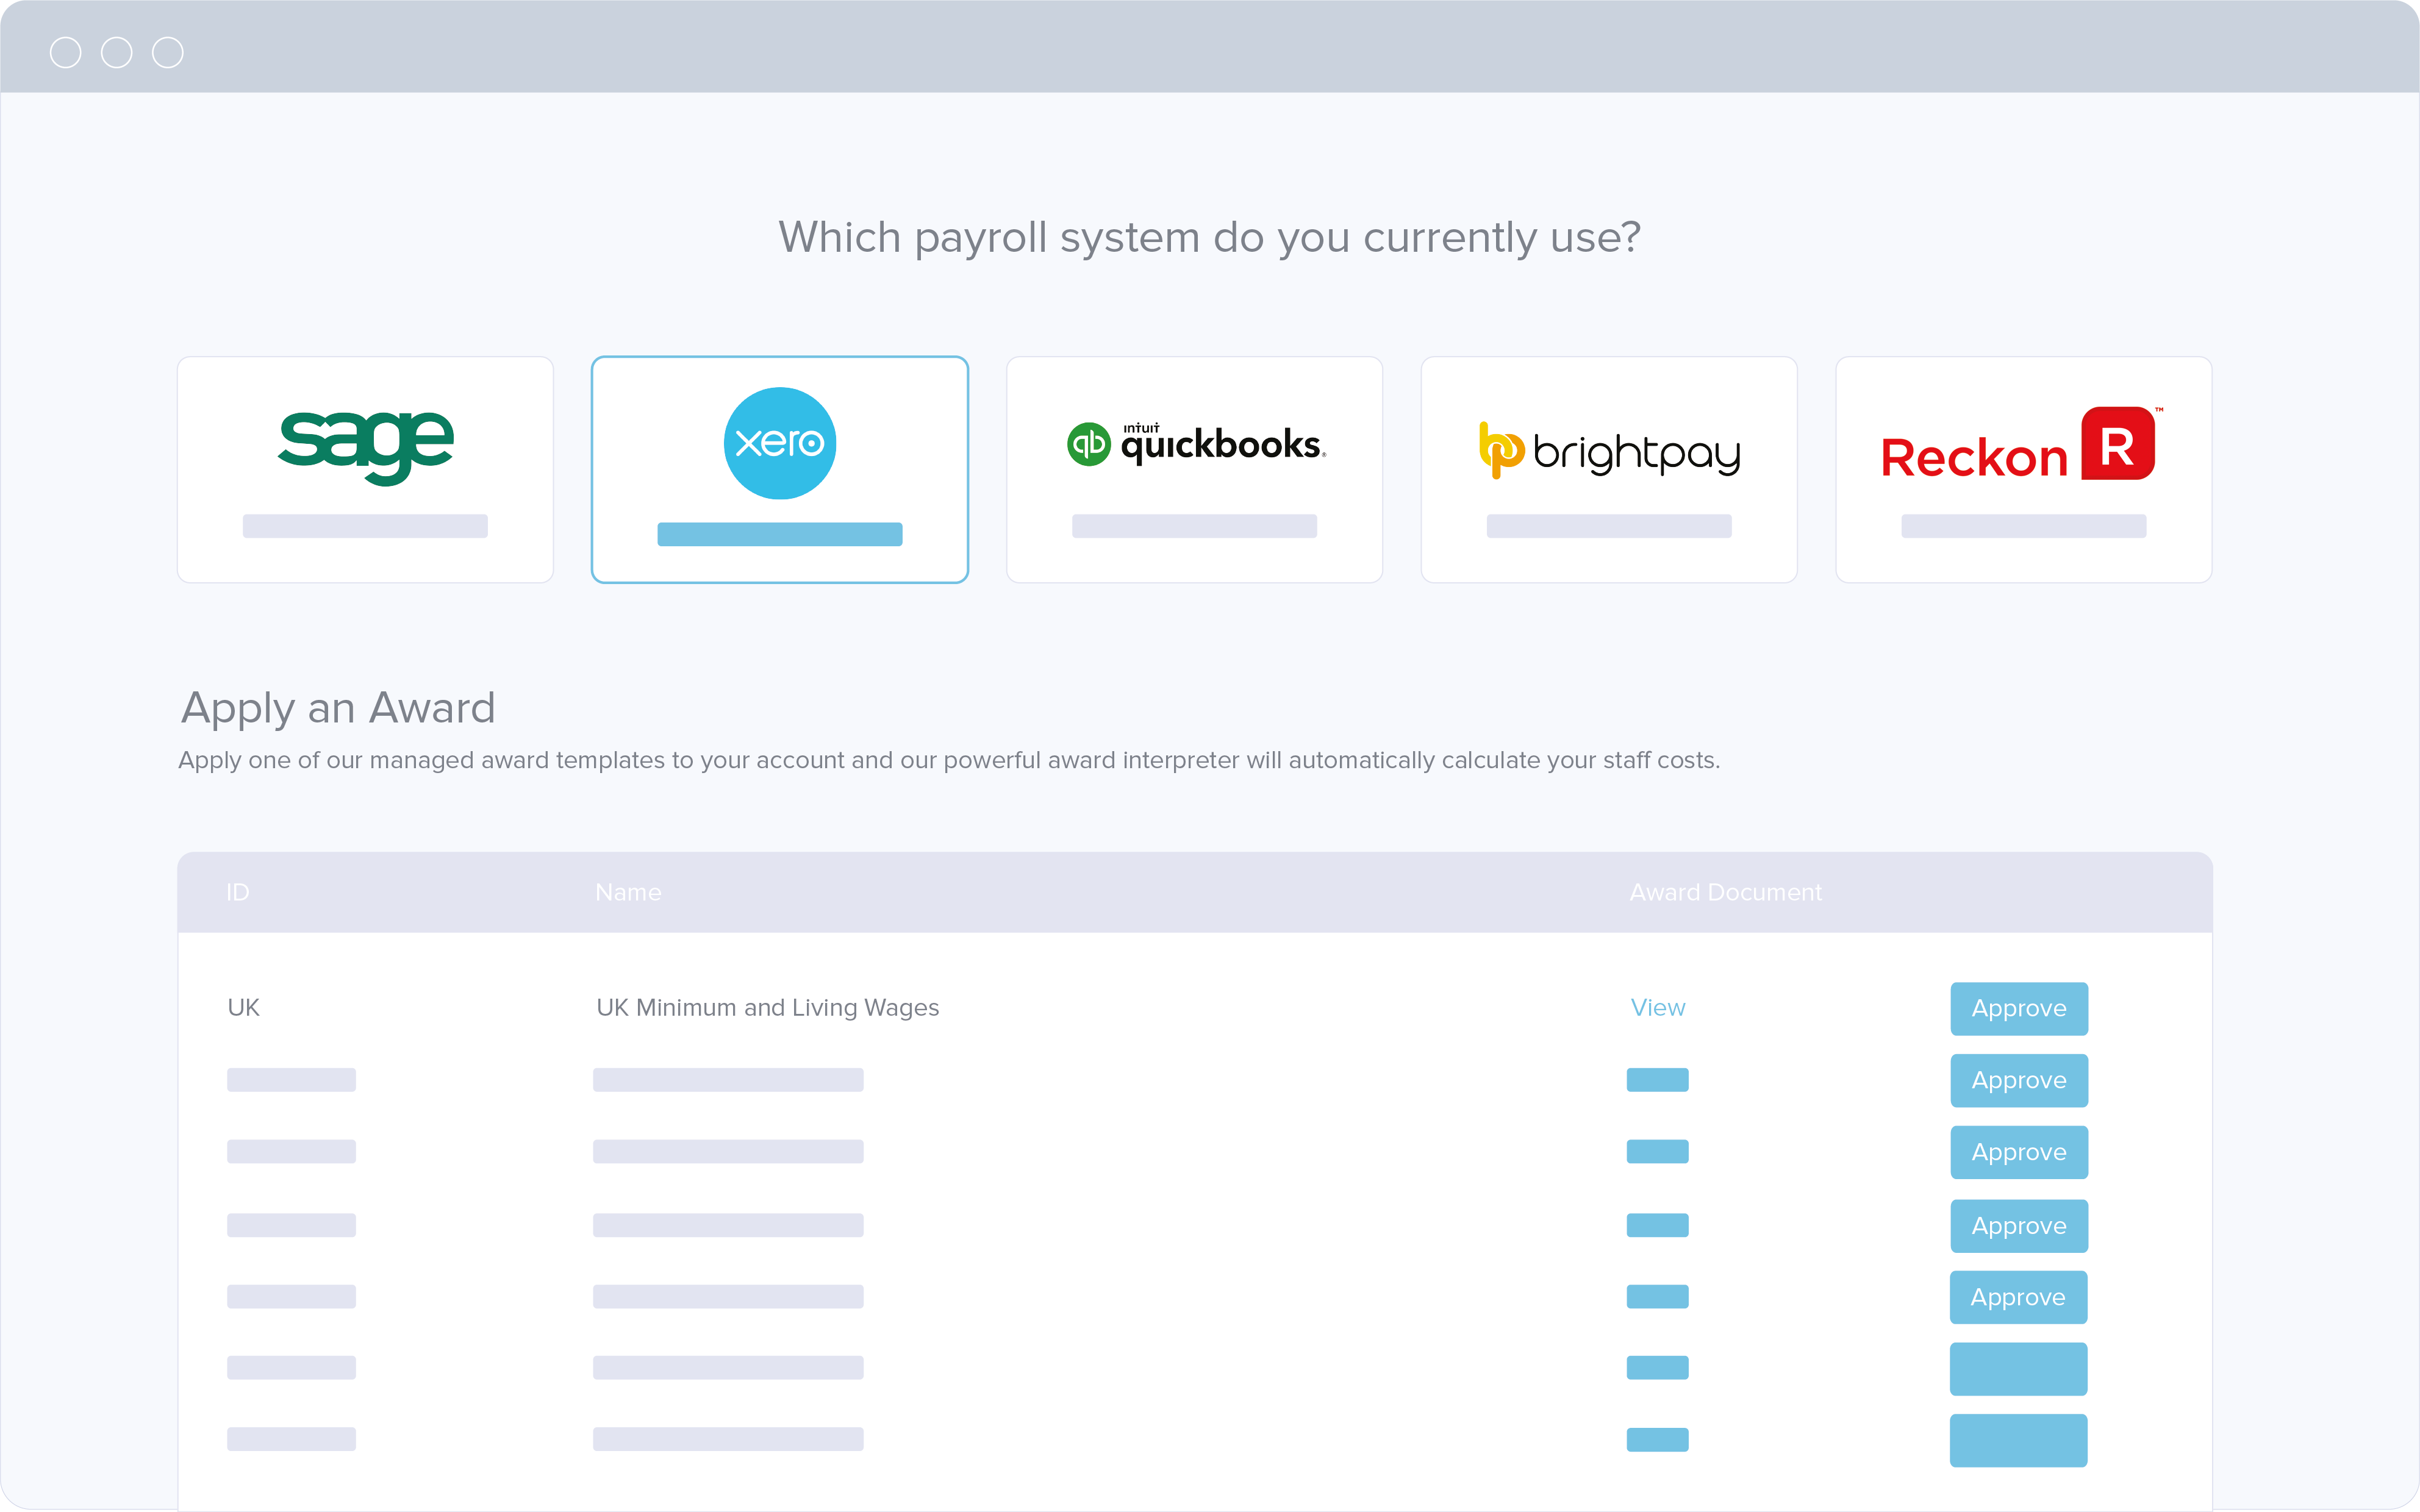 Which payroll system do you currently use?
sage
xero
qb intuit quickbooks®
bp brightpay
Reckon R™
Apply an Award
Apply one of our managed award templates to your account and our powerful award interpreter will automatically calculate your staff costs.
ID Name Award Document
UK UK Minimum and Living Wages View Approve
Approve
Approve
Approve
Approve